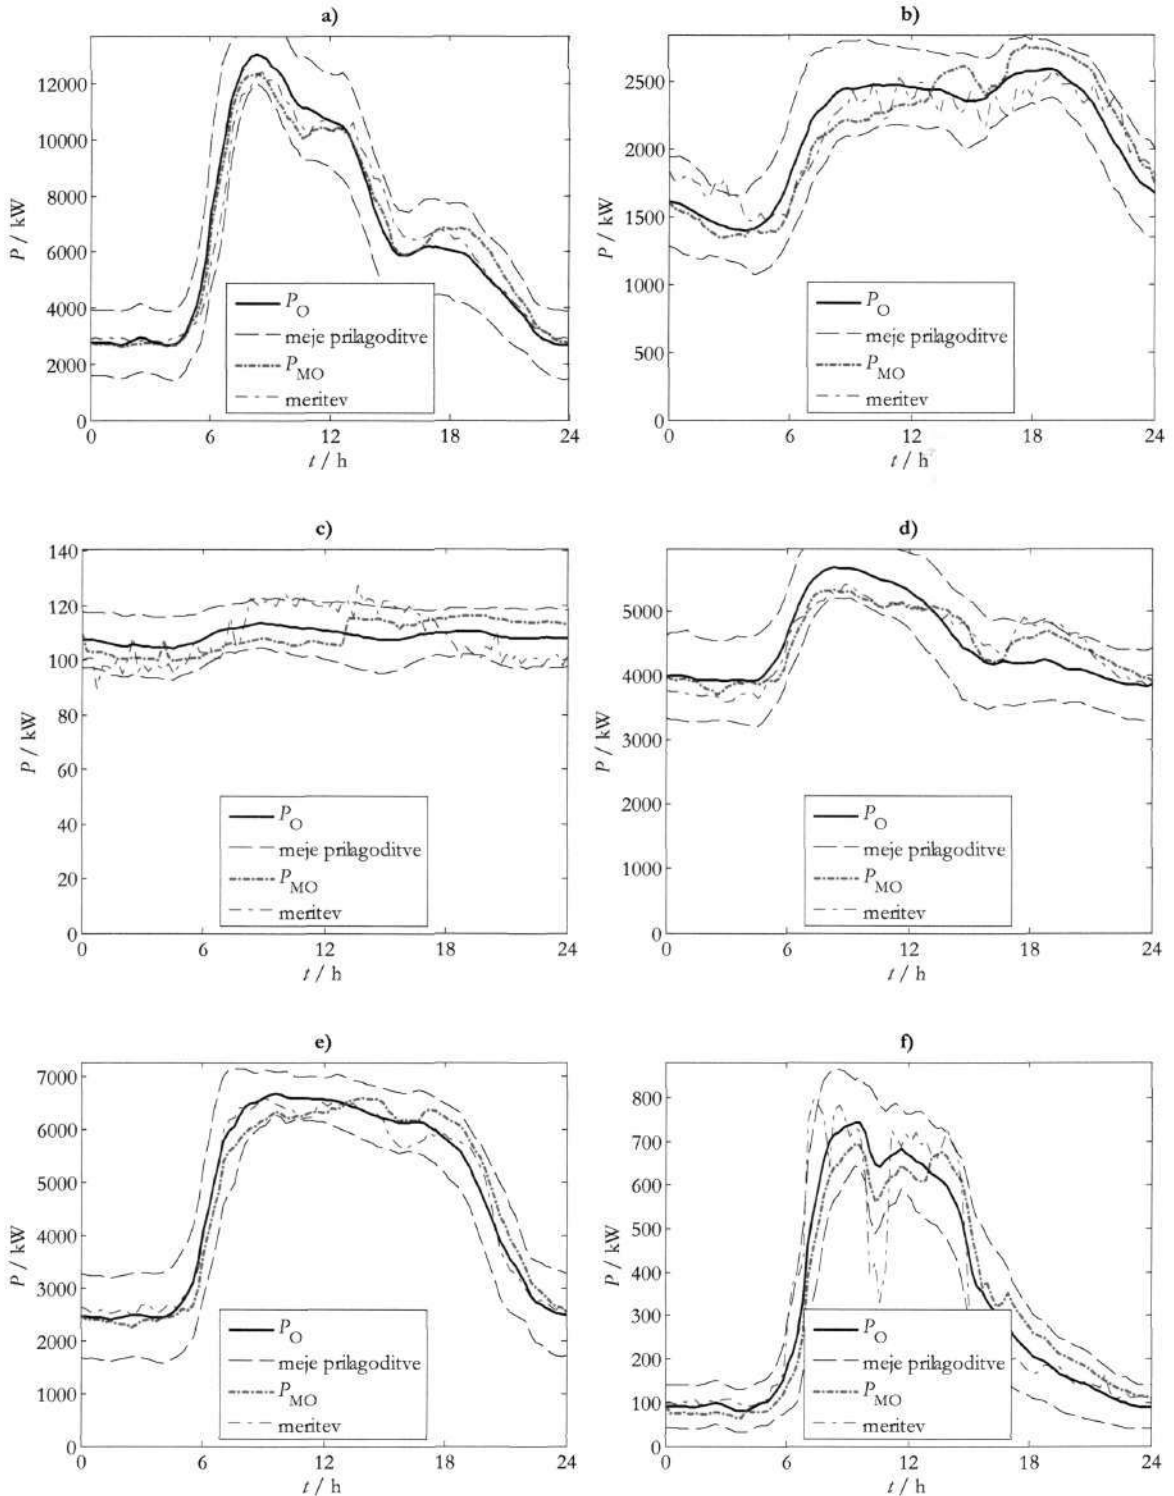 a)
12000
10000
8000
6000
4000
2000
0
P / kW
P_O
meje prilagoditve
P_MO
meritev
0 6 12 18 24
t / h
b)
2500
2000
1500
1000
500
0
P / kW
P_O
meje prilagoditve
P_MO
meritev
0 6 12 18 24
t / h
c)
140
120
100
80
60
40
20
0
P / kW
P_O
meje prilagoditve
P_MO
meritev
0 6 12 18 24
t / h
d)
5000
4000
3000
2000
1000
0
P / kW
P_O
meje prilagoditve
P_MO
meritev
0 6 12 18 24
t / h
e)
7000
6000
5000
4000
3000
2000
1000
0
P / kW
P_O
meje prilagoditve
P_MO
meritev
0 6 12 18 24
t / h
f)
800
700
600
500
400
300
200
100
0
P / kW
P_O
meje prilagoditve
P_MO
meritev
0 6 12 18 24
t / h